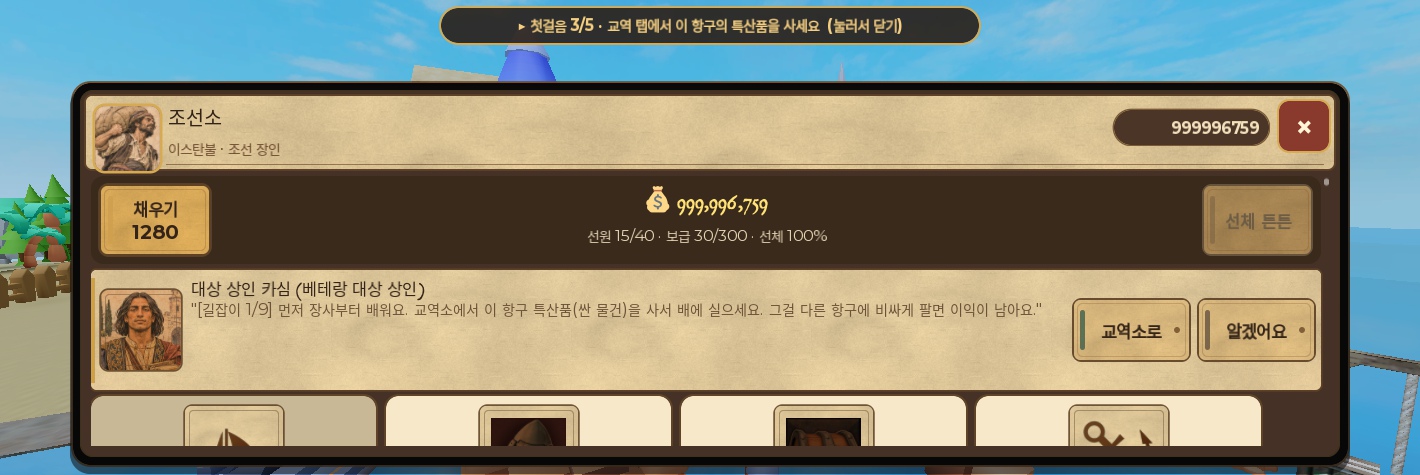 ▸ 첫걸음 3/5 · 교역 탭에서 이 항구의 특산품을 사세요 (눌러서 닫기)
조선소
이스탄불 · 조선 장인
999996759
×
채우기
1280
999,996,759
선원 15/40 · 보급 30/300 · 선체 100%
선체 튼튼
대상 상인 카심 (베테랑 대상 상인)
"[길잡이 1/9] 먼저 장사부터 배워요. 교역소에서 이 항구 특산품(싼 물건)을 사서 배에 실으세요. 그걸 다른 항구에 비싸게 팔면 이익이 남아요."
교역소로
알겠어요